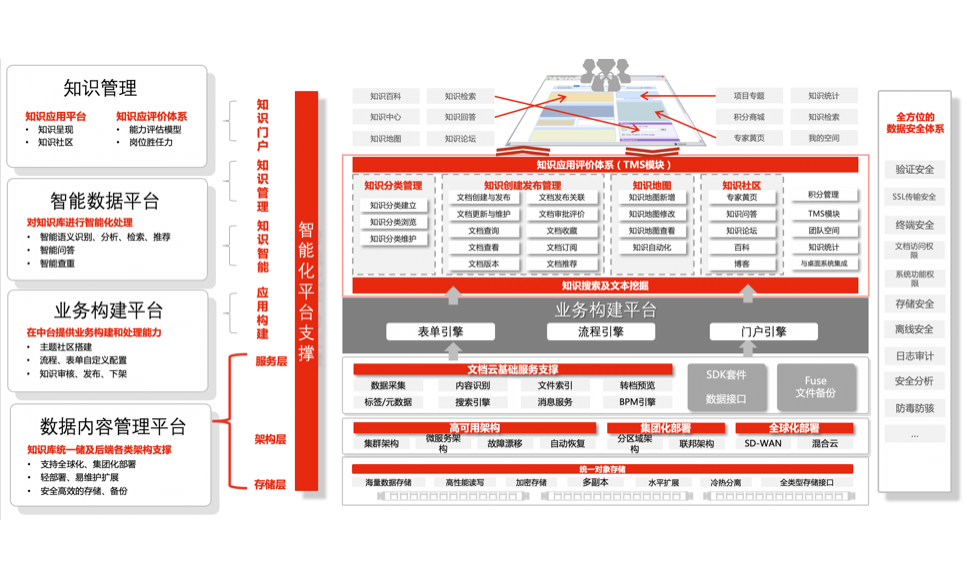 知识管理
知识应用平台
• 知识呈现
• 知识社区
知识应评价体系
• 能力评估模型
• 岗位胜任力
智能数据平台
对知识库进行智能化处理
• 智能语义识别、分析、检索、推荐
• 智能问答
• 智能查重
业务构建平台
在中台提供业务构建和处理能力
• 主题社区搭建
• 流程、表单自定义配置
• 知识审核、发布、下架
数据内容管理平台
知识库统一储及后端各类架构支撑
• 支持全球化、集团化部署
• 轻部署、易维护扩展
• 安全高效的存储、备份
知识门户
知识管理
知识智能
应用构建
服务层
架构层
存储层
智能化平台支撑
知识百科
知识检索
知识中心
知识回答
知识地图
知识论坛
项目专题
知识统计
积分商城
知识检索
专家黄页
我的空间
知识应用评价体系（TMS模块）
知识分类管理
知识分类建立
知识分类浏览
知识分类维护
知识创建发布管理
文档创建与发布
文档发布关联
文档更新与维护
文档审批评价
文档查询
文档收藏
文档查看
文档订阅
文档版本
文档推荐
知识地图
知识地图新增
知识地图修改
知识地图查看
知识自动化
知识社区
专家黄页
知识问答
知识论坛
百科
博客
积分管理
TMS模块
团队空间
知识统计
与桌面系统集成
知识搜索及文本挖掘
业务构建平台
表单引擎
流程引擎
门户引擎
文档云基础服务支撑
数据采集
内容识别
文件索引
转档预览
标签/元数据
搜索引擎
消息服务
BPM引擎
SDK套件
数据接口
Fuse
文件备份
高可用架构
集群架构
微服务架
构
故障漂移
自动恢复
集团化部署
分区域架
构
联邦架构
全球化部署
SD-WAN
混合云
统一对象存储
海量数据存储
高性能读写
加密存储
多副本
水平扩展
冷热分离
全类型存储接口
全方位的
数据安全体系
验证安全
SSL传输安全
终端安全
文档访问权
限
系统功能权
限
存储安全
离线安全
日志审计
安全分析
防毒防骇
...